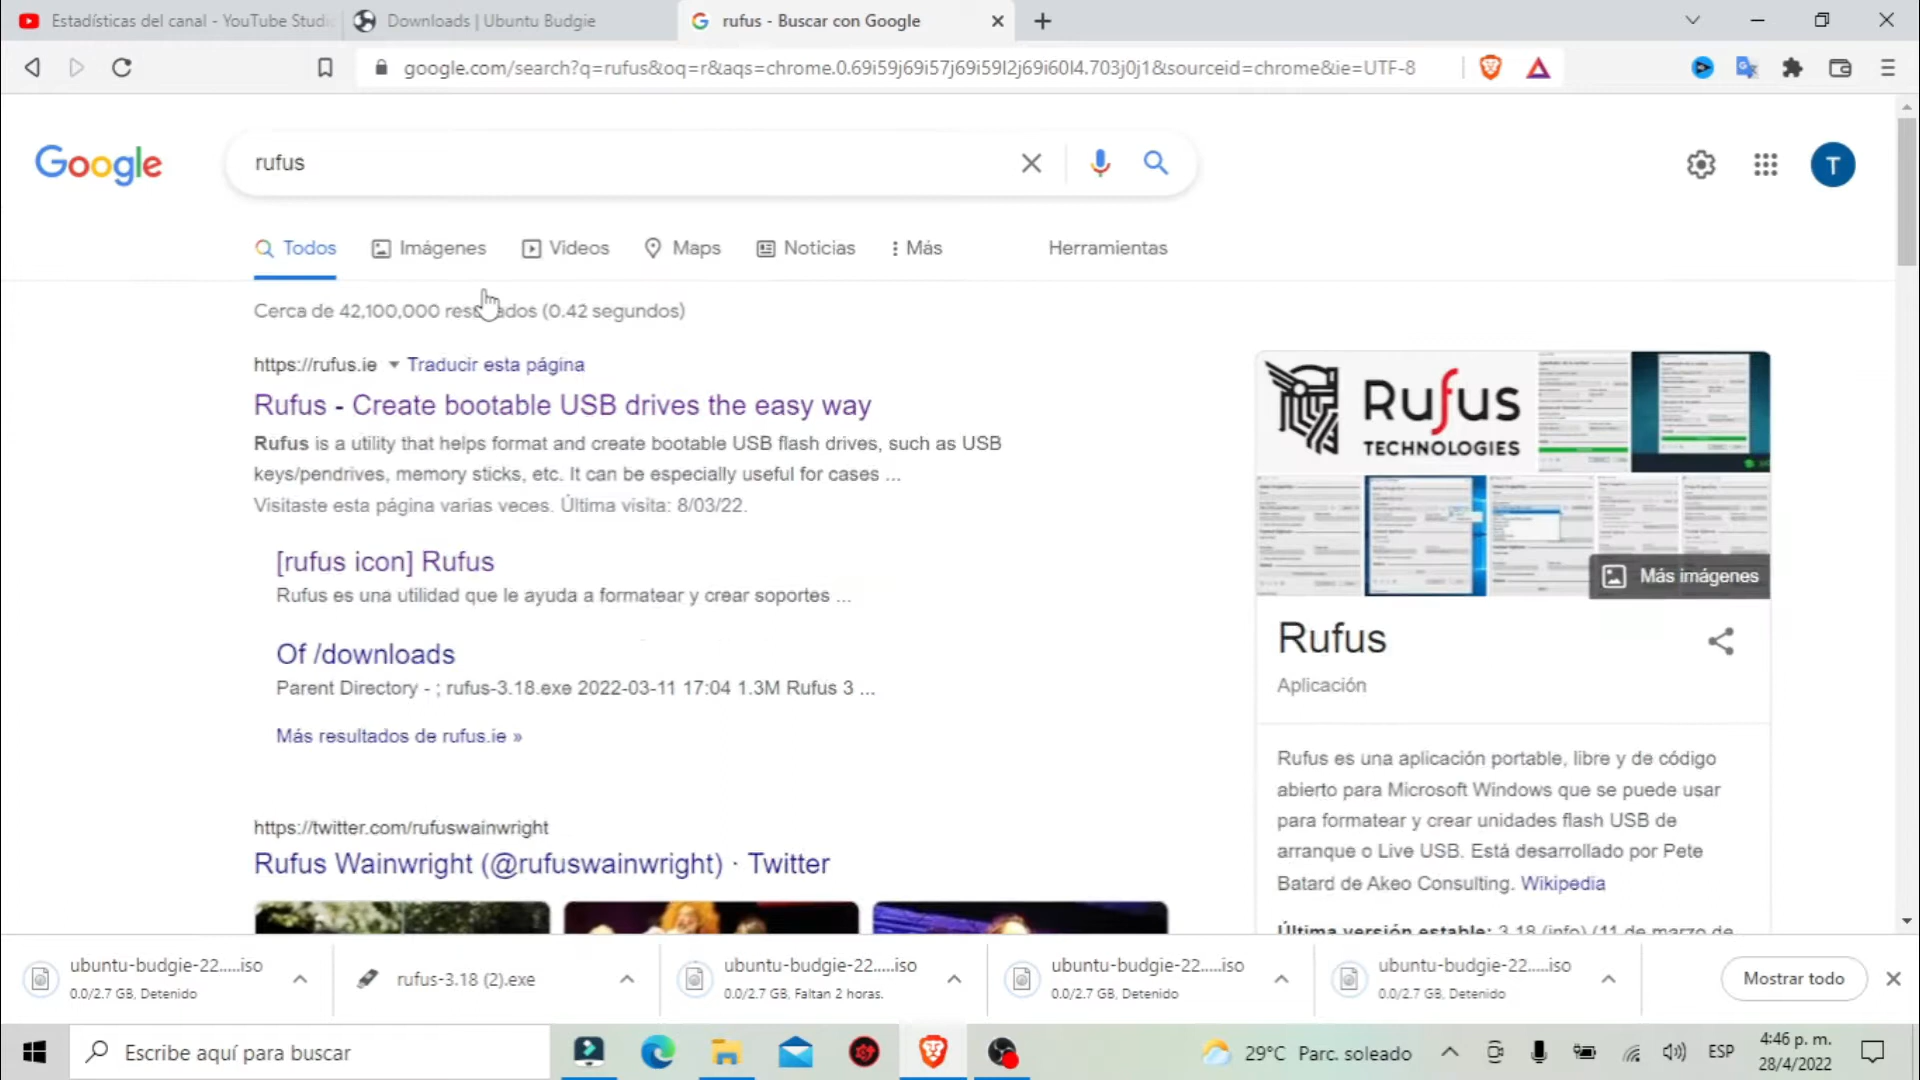 Estadísticas del canal - YouTube Studi
Downloads | Ubuntu Budgie
rufus - Buscar con Google
google.com/search?q=rufus&oq=r&aqs=chrome.0.69i59j69i57j69i59l2j69i60l4.703j0j1&sourceid=chrome&ie=UTF-8
Google
rufus
T
Todos
Imágenes
Videos
Maps
Noticias
Más
Herramientas
Cerca de 42,100,000 resultados (0.42 segundos)
https://rufus.ie
Traducir esta página
Rufus - Create bootable USB drives the easy way
Rufus is a utility that helps format and create bootable USB flash drives, such as USB
keys/pendrives, memory sticks, etc. It can be especially useful for cases ...
Visitaste esta página varias veces. Última visita: 8/03/22.
[rufus icon] Rufus
Rufus es una utilidad que le ayuda a formatear y crear soportes ...
Of /downloads
Parent Directory - ; rufus-3.18.exe 2022-03-11 17:04 1.3M Rufus 3 ...
Más resultados de rufus.ie »
https://twitter.com/rufuswainwright
Rufus Wainwright (@rufuswainwright) · Twitter
Rufus
TECHNOLOGIES
Más imágenes
Rufus
Aplicación
Rufus es una aplicación portable, libre y de código
abierto para Microsoft Windows que se puede usar
para formatear y crear unidades flash USB de
arranque o Live USB. Está desarrollado por Pete
Batard de Akeo Consulting. Wikipedia
Última versión estable: 3.18 (info) (11 de marzo de
ubuntu-budgie-22.....iso
0.0/2.7 GB, Detenido
rufus-3.18 (2).exe
ubuntu-budgie-22.....iso
0.0/2.7 GB, Faltan 2 horas.
ubuntu-budgie-22.....iso
0.0/2.7 GB, Detenido
ubuntu-budgie-22.....iso
0.0/2.7 GB, Detenido
Mostrar todo
Escribe aquí para buscar
29°C Parc. soleado
ESP
4:46 p. m.
28/4/2022